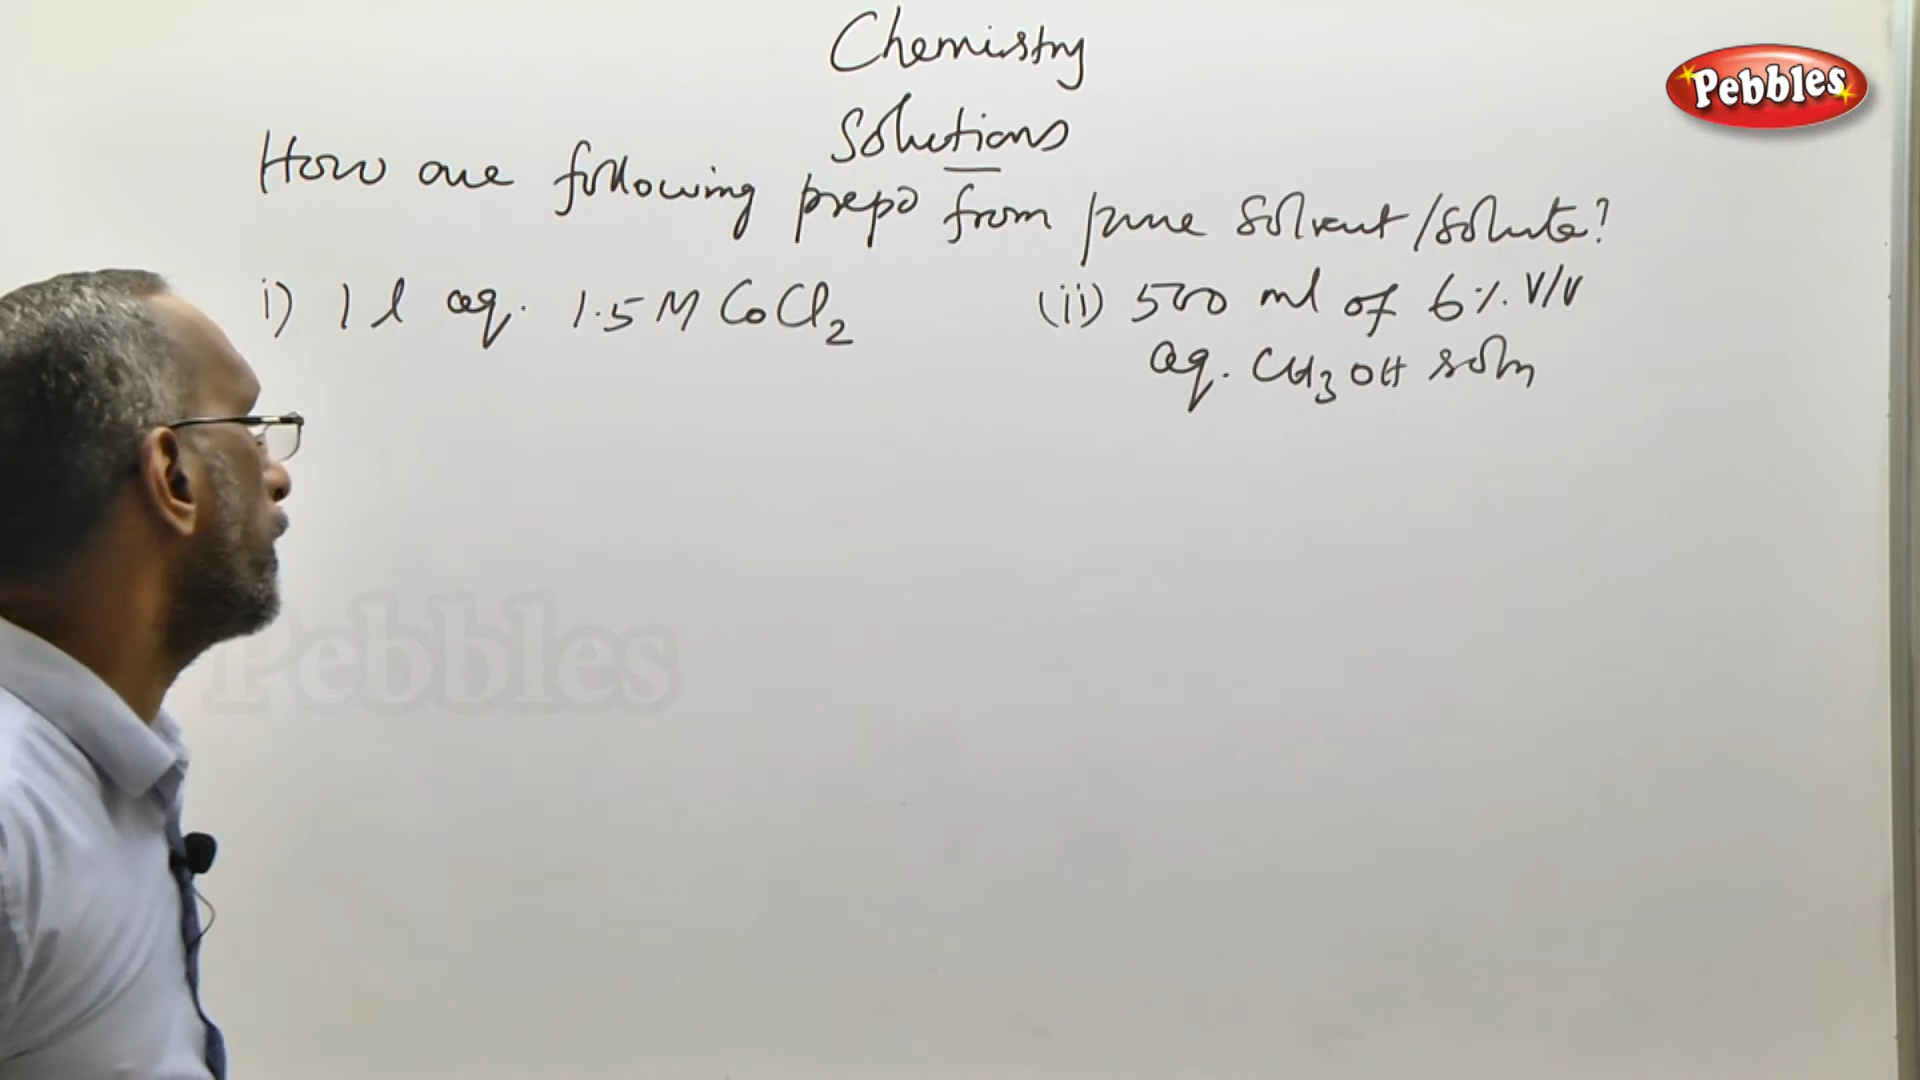 Chemistry
Solutions
Pebbles
How are following prepd from pure solvent/solute?
i) 1 l aq. 1.5 M CoCl2
(ii) 500 ml of 6% V/V
aq. CH3OH soln
Pebbles